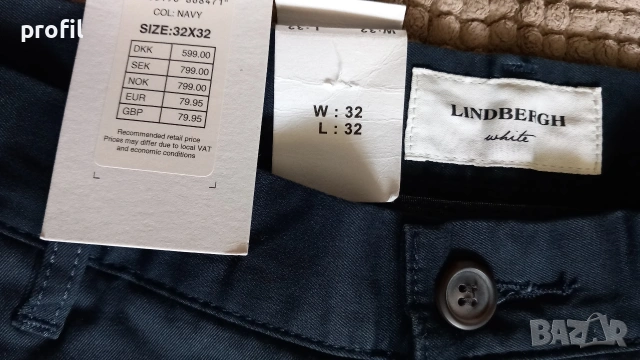 profil
COL: NAVY
SIZE:32X32
DKK 599.00
SEK 799.00
NOK 799.00
EUR 79.95
GBP 79.95
Recommended retail price
Prices may differ due to local VAT
and economic conditions
W : 32
L : 32
LINDBERGH
white
BAZAR